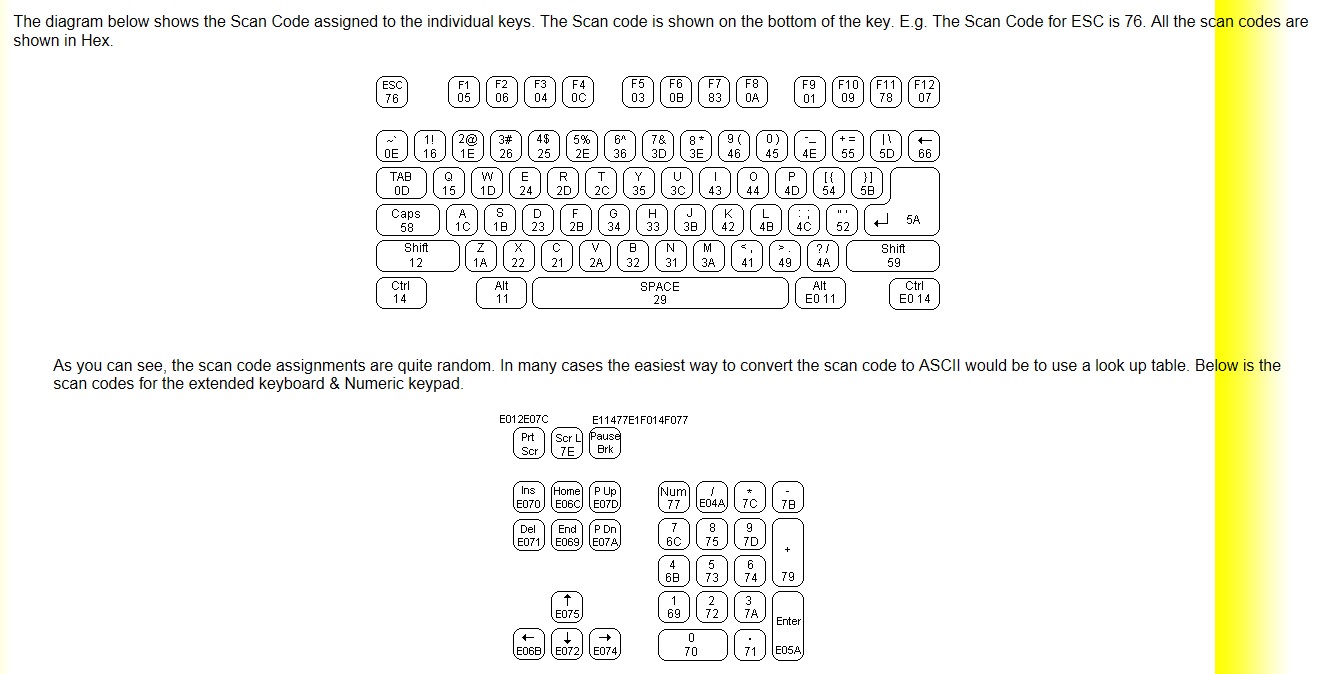 The diagram below shows the Scan Code assigned to the individual keys. The Scan code is shown on the bottom of the key. E.g. The Scan Code for ESC is 76. All the scan codes are
shown in Hex.
ESC F1 F2 F3 F4 F5 F6 F7 F8 F9 F10 F11 F12
76 05 06 04 0C 03 0B 83 0A 01 09 78 07
~` 1! 2@ 3# 4$ 5% 6^ 7& 8* 9( 0) -_ += |\ ←
0E 16 1E 26 25 2E 36 3D 3E 46 45 4E 55 5D 66
TAB Q W E R T Y U I O P [{ }]
0D 15 1D 24 2D 2C 35 3C 43 44 4D 54 5B
Caps A S D F G H J K L : ; " ' ↵ 5A
58 1C 1B 23 2B 34 33 3B 42 4B 4C 52
Shift Z X C V B N M <, >. ?/ Shift
12 1A 22 21 2A 32 31 3A 41 49 4A 59
Ctrl Alt SPACE Alt Ctrl
14 11 29 E0 11 E0 14
As you can see, the scan code assignments are quite random. In many cases the easiest way to convert the scan code to ASCII would be to use a look up table. Below is the
scan codes for the extended keyboard & Numeric keypad.
E012E07C E11477E1F014F077
Prt Scr L Pause
Scr 7E Brk
Ins Home P Up Num / * -
E070 E06C E07D 77 E04A 7C 7B
Del End P Dn 7 8 9
E071 E069 E07A 6C 75 7D
+
4 5 6
6B 73 74 79
↑ 1 2 3
E075 69 72 7A
Enter
← ↓ → 0 .
E06B E072 E074 70 71 E05A